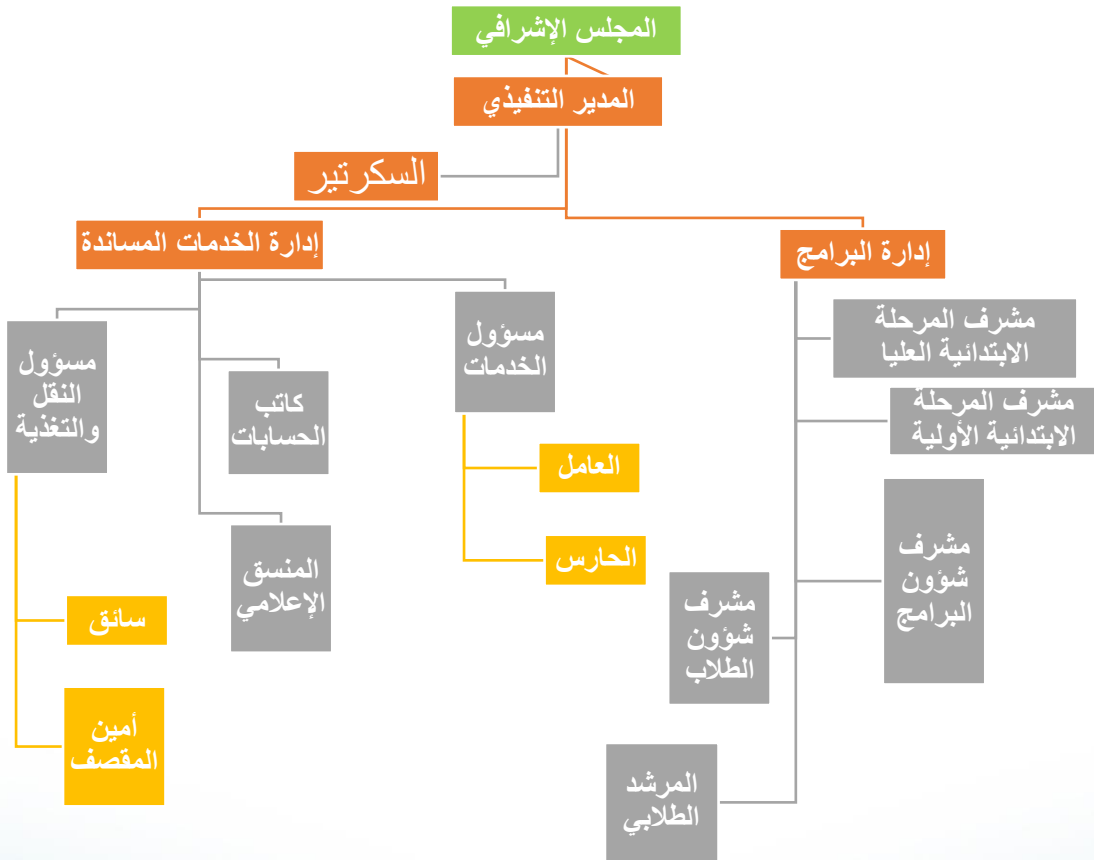 المجلس الإشرافي
المدير التنفيذي
السكرتير
إدارة البرامج
إدارة الخدمات المساندة
مشرف المرحلة
الابتدائية العليا
مشرف المرحلة
الابتدائية الأولية
مشرف
شؤون
البرامج
مشرف
شؤون
الطلاب
المرشد
الطلابي
مسؤول
الخدمات
العامل
الحارس
كاتب
الحسابات
المنسق
الإعلامي
مسؤول
النقل
والتغذية
سائق
أمين
المقصف